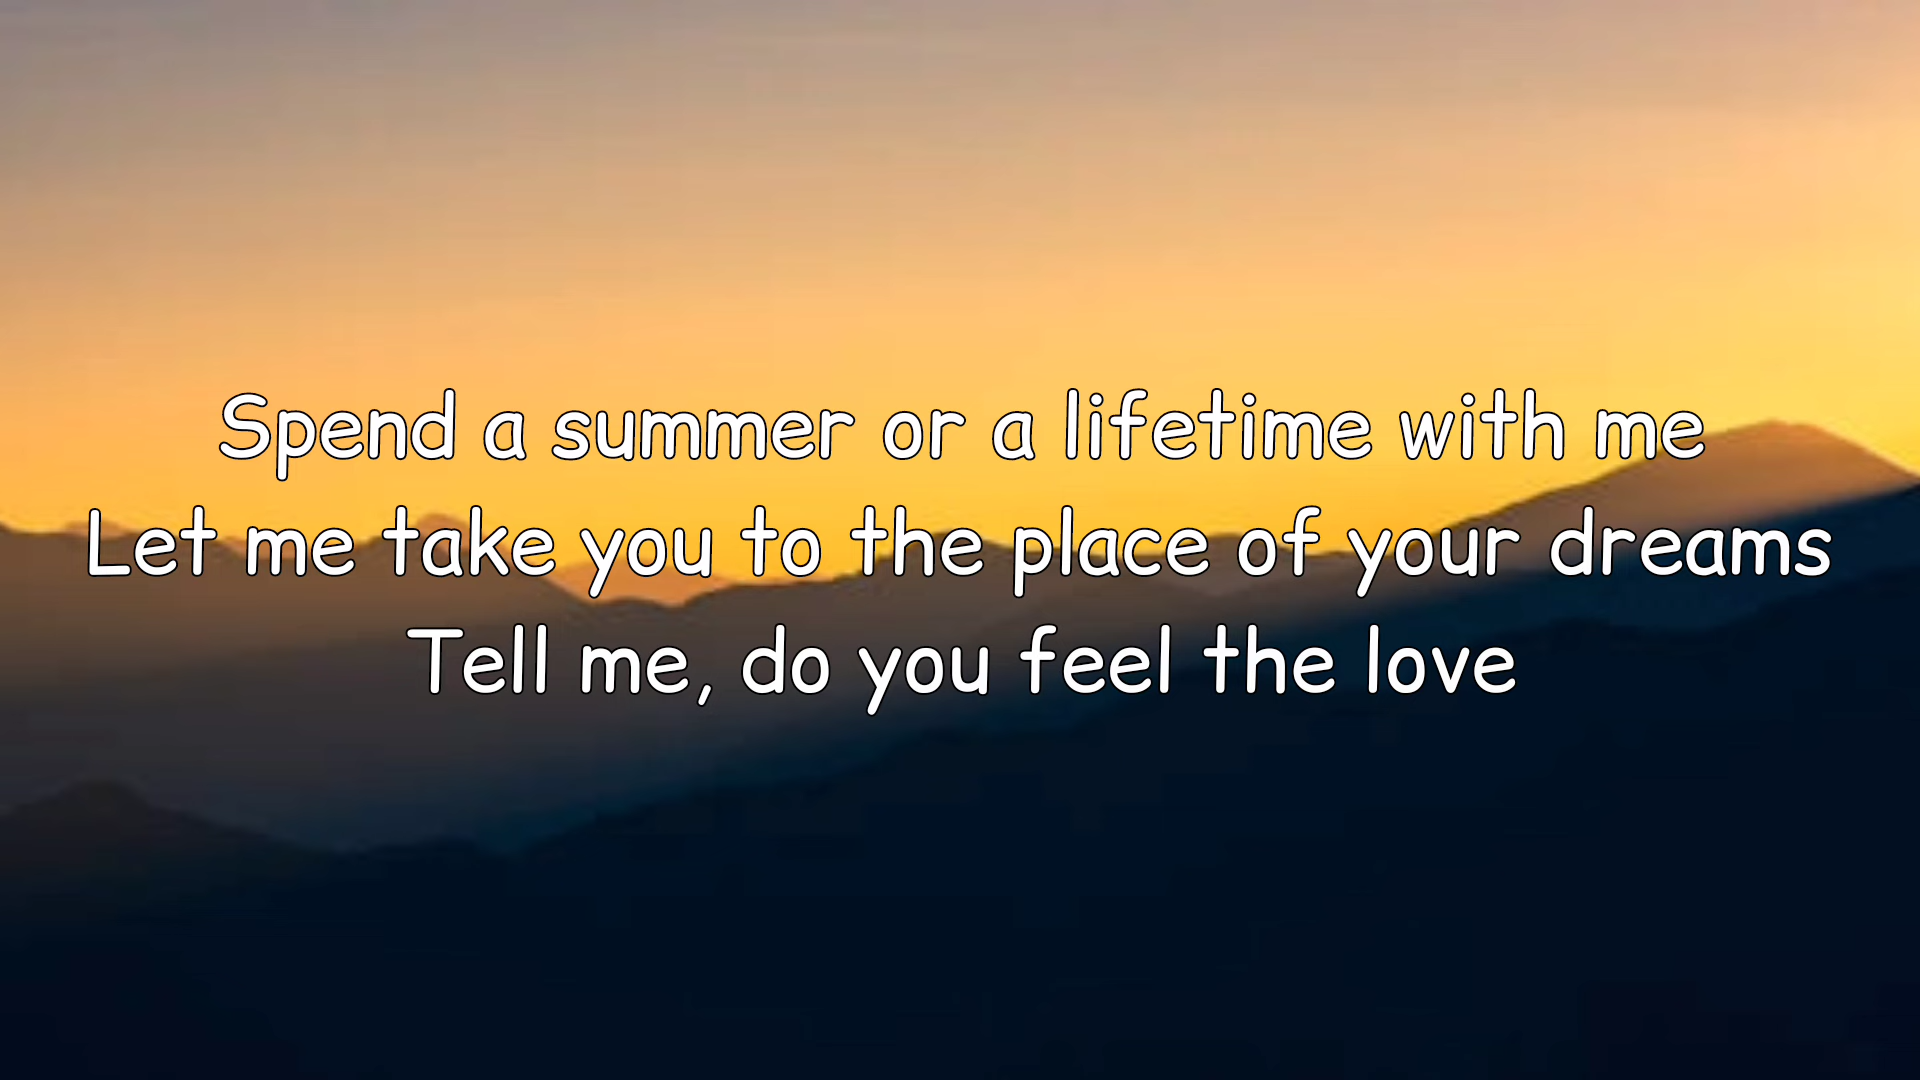 Spend a summer or a lifetime with me
Let me take you to the place of your dreams
Tell me, do you feel the love